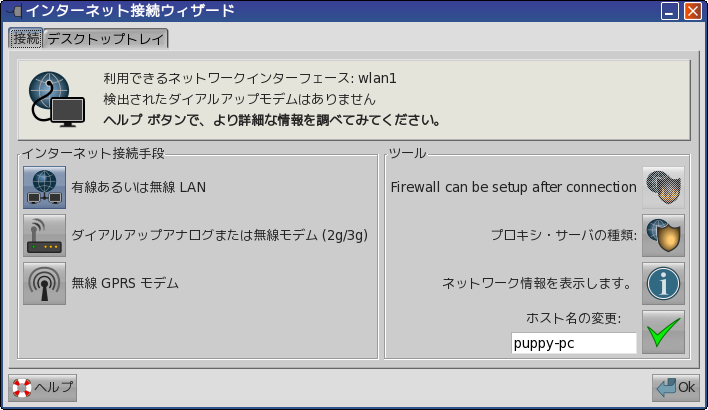 インターネット接続ウィザード
接続 デスクトップトレイ
利用できるネットワークインターフェース: wlan1
検出されたダイアルアップモデムはありません
ヘルプ ボタンで、より詳細な情報を調べてみてください。
インターネット接続手段
有線あるいは無線 LAN
ダイアルアップアナログまたは無線モデム (2g/3g)
無線 GPRS モデム
ツール
Firewall can be setup after connection
プロキシ・サーバの種類:
ネットワーク情報を表示します。
ホスト名の変更:
puppy-pc
ヘルプ
Ok